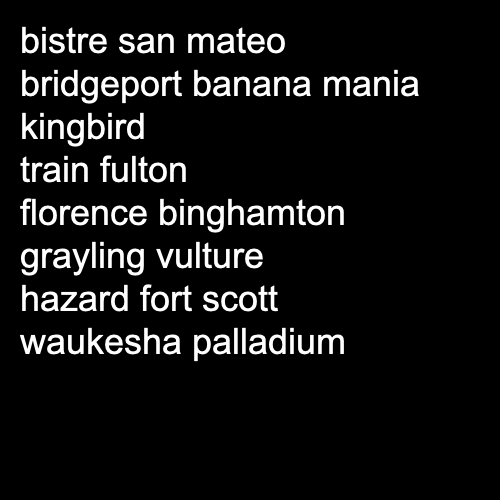 bistre san mateo
bridgeport banana mania
kingbird
train fulton
florence binghamton
grayling vulture
hazard fort scott
waukesha palladium